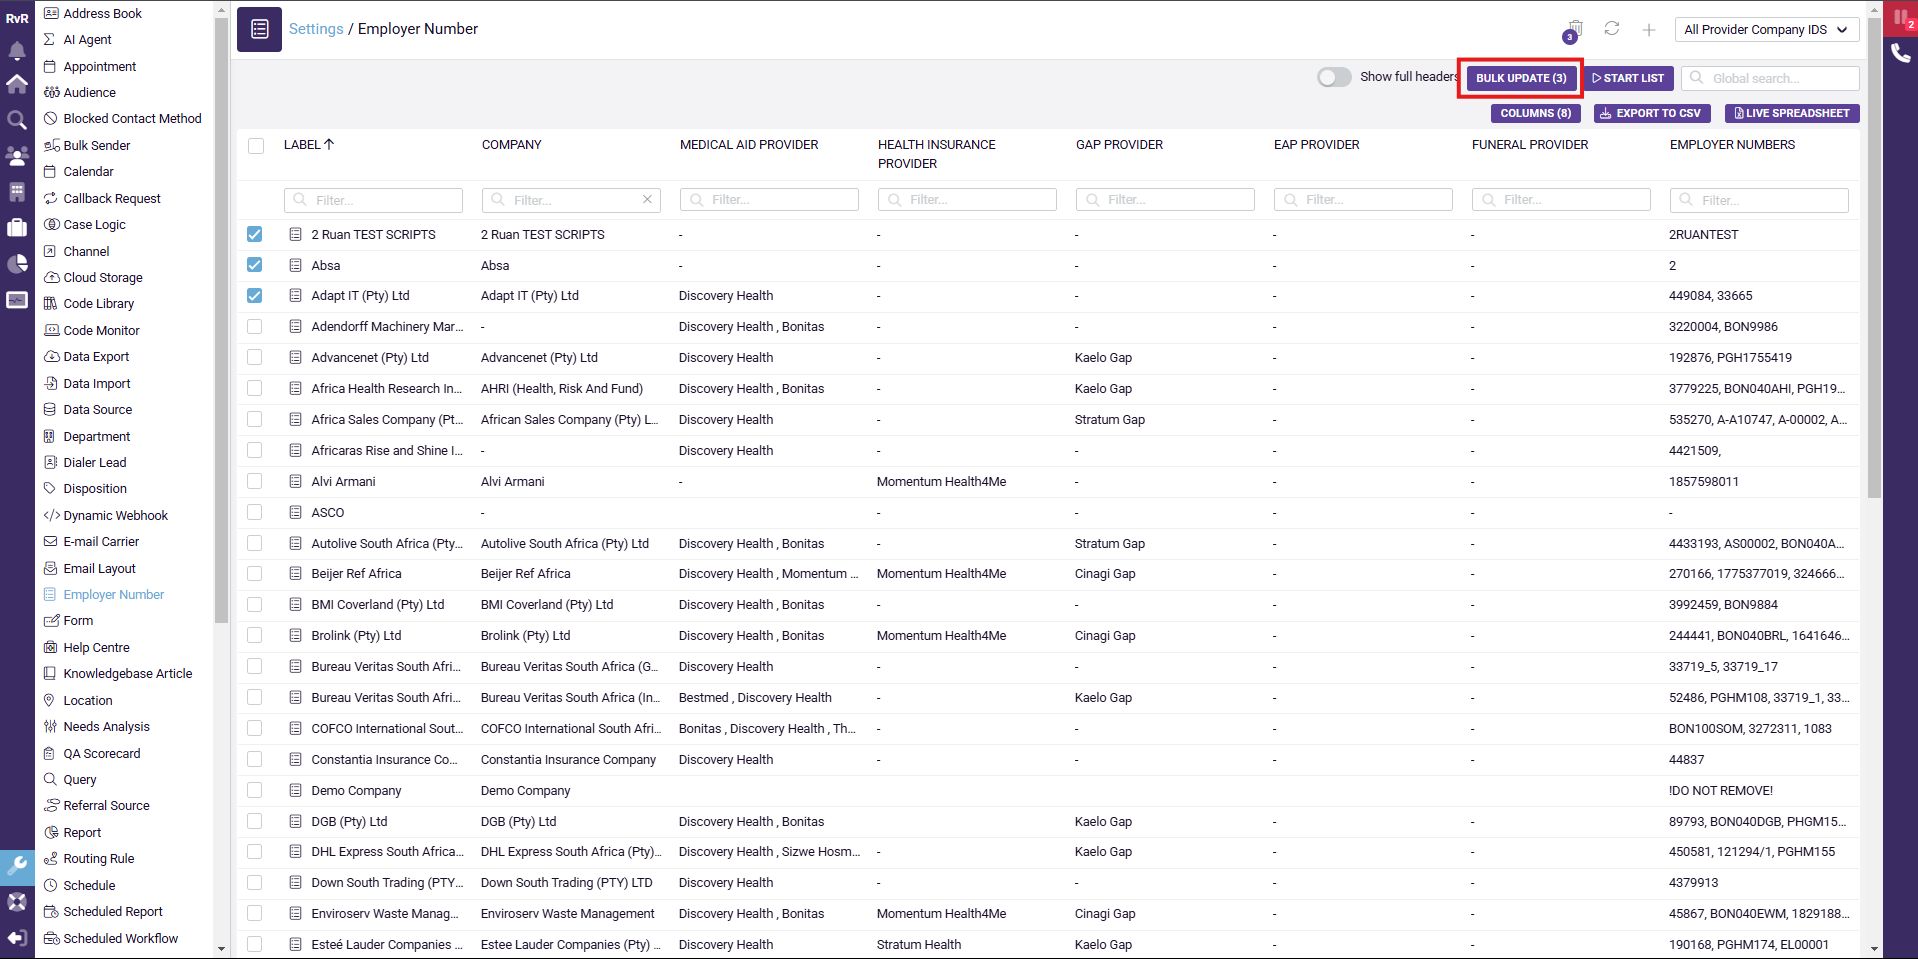 RvR
Address Book
AI Agent
Appointment
Audience
Blocked Contact Method
Bulk Sender
Calendar
Callback Request
Case Logic
Channel
Cloud Storage
Code Library
Code Monitor
Data Export
Data Import
Data Source
Department
Dialer Lead
Disposition
Dynamic Webhook
E-mail Carrier
Email Layout
Employer Number
Form
Help Centre
Knowledgebase Article
Location
Needs Analysis
QA Scorecard
Query
Referral Source
Report
Routing Rule
Schedule
Scheduled Report
Scheduled Workflow
Settings / Employer Number
3
All Provider Company IDS
2
Show full headers
BULK UPDATE (3)
START LIST
Global search...
COLUMNS (8)
EXPORT TO CSV
LIVE SPREADSHEET
LABEL COMPANY MEDICAL AID PROVIDER HEALTH INSURANCE PROVIDER GAP PROVIDER EAP PROVIDER FUNERAL PROVIDER EMPLOYER NUMBERS
Filter... Filter... Filter... Filter... Filter... Filter... Filter... Filter...
2 Ruan TEST SCRIPTS 2 Ruan TEST SCRIPTS - - - - - 2RUANTEST
Absa Absa - - - - - 2
Adapt IT (Pty) Ltd Adapt IT (Pty) Ltd Discovery Health - - - - 449084, 33665
Adendorff Machinery Mar... - Discovery Health , Bonitas - - - - 3220004, BON9986
Advancenet (Pty) Ltd Advancenet (Pty) Ltd Discovery Health - Kaelo Gap - - 192876, PGH1755419
Africa Health Research In... AHRI (Health, Risk And Fund) Discovery Health , Bonitas - Kaelo Gap - - 3779225, BON040AHI, PGH19...
Africa Sales Company (Pt... African Sales Company (Pty) L... Discovery Health - Stratum Gap - - 535270, A-A10747, A-00002, A...
Africaras Rise and Shine I... - Discovery Health - - - - 4421509,
Alvi Armani Alvi Armani - Momentum Health4Me - - - 1857598011
ASCO - - - - - -
Autolive South Africa (Pty... Autolive South Africa (Pty) Ltd Discovery Health , Bonitas - Stratum Gap - - 4433193, AS00002, BON040A...
Beijer Ref Africa Beijer Ref Africa Discovery Health , Momentum ... Momentum Health4Me Cinagi Gap - - 270166, 1775377019, 324666...
BMI Coverland (Pty) Ltd BMI Coverland (Pty) Ltd Discovery Health , Bonitas - - - - 3992459, BON9884
Brolink (Pty) Ltd Brolink (Pty) Ltd Discovery Health , Bonitas Momentum Health4Me Cinagi Gap - - 244441, BON040BRL, 1641646...
Bureau Veritas South Afri... Bureau Veritas South Africa (G... Discovery Health - - - - 33719_5, 33719_17
Bureau Veritas South Afri... Bureau Veritas South Africa (In... Bestmed , Discovery Health - Kaelo Gap - - 52486, PGHM108, 33719_1, 33...
COFCO International Sout... COFCO International South Afri... Bonitas , Discovery Health , Th... - - - - BON100SOM, 3272311, 1083
Constantia Insurance Co... Constantia Insurance Company Discovery Health - - - - 44837
Demo Company Demo Company !DO NOT REMOVE!
DGB (Pty) Ltd DGB (Pty) Ltd Discovery Health , Bonitas Kaelo Gap - - 89793, BON040DGB, PHGM15...
DHL Express South Africa... DHL Express South Africa (Pty)... Discovery Health , Sizwe Hosm... - Kaelo Gap - - 450581, 121294/1, PGHM155
Down South Trading (PTY... Down South Trading (PTY) LTD Discovery Health - - - - 4379913
Enviroserv Waste Manag... Enviroserv Waste Management Discovery Health , Bonitas Momentum Health4Me Cinagi Gap - - 45867, BON040EWM, 1829188...
Esteé Lauder Companies ... Estee Lauder Companies (Pty) ... Discovery Health Stratum Health Kaelo Gap - - 190168, PGHM174, EL00001